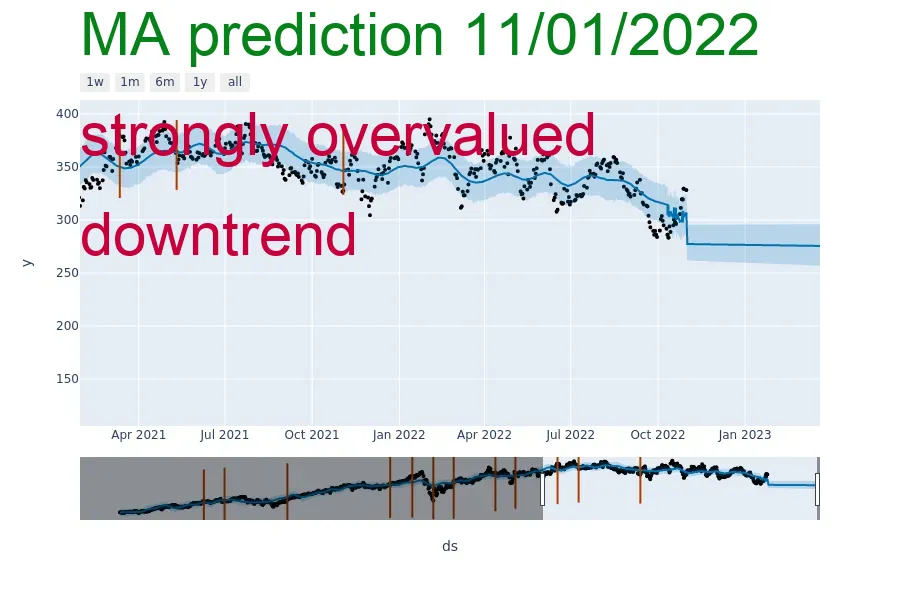 MA prediction 11/01/2022
1w 1m 6m 1y all
400
strongly overvalued
350
300
downtrend
y
250
200
150
Apr 2021 Jul 2021 Oct 2021 Jan 2022 Apr 2022 Jul 2022 Oct 2022 Jan 2023
ds